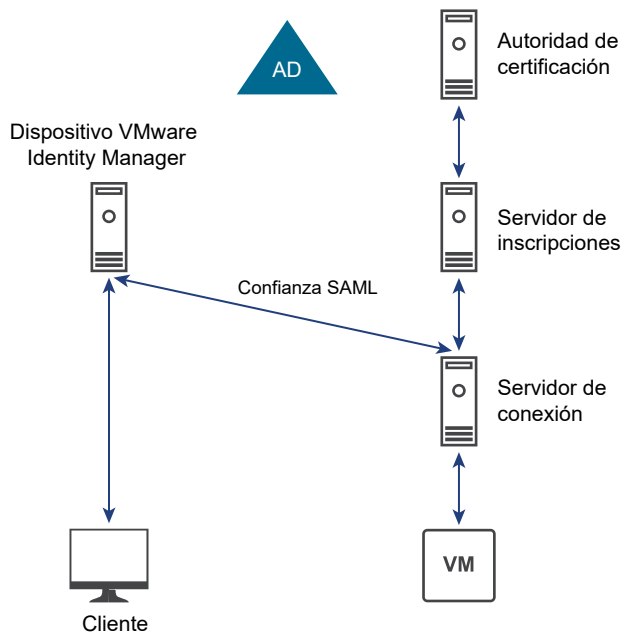 Autoridad de
certificación
AD
Dispositivo VMware
Identity Manager
Servidor de
inscripciones
Confianza SAML
Servidor de
conexión
VM
Cliente